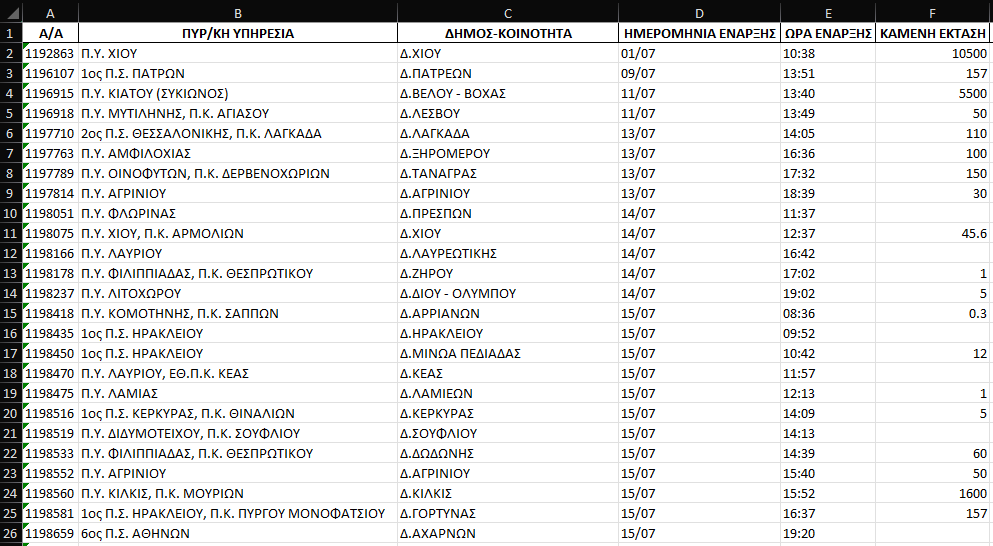 A B C D E F
1 Α/Α ΠΥΡ/ΚΗ ΥΠΗΡΕΣΙΑ ΔΗΜΟΣ-ΚΟΙΝΟΤΗΤΑ ΗΜΕΡΟΜΗΝΙΑ ΕΝΑΡΞΗΣ ΩΡΑ ΕΝΑΡΞΗΣ ΚΑΜΕΝΗ ΕΚΤΑΣΗ
2 1192863 Π.Υ. ΧΙΟΥ Δ.ΧΙΟΥ 01/07 10:38 10500
3 1196107 1ος Π.Σ. ΠΑΤΡΩΝ Δ.ΠΑΤΡΕΩΝ 09/07 13:51 157
4 1196915 Π.Υ. ΚΙΑΤΟΥ (ΣΥΚΙΩΝΟΣ) Δ.ΒΕΛΟΥ - ΒΟΧΑΣ 11/07 13:40 5500
5 1196918 Π.Υ. ΜΥΤΙΛΗΝΗΣ, Π.Κ. ΑΓΙΑΣΟΥ Δ.ΛΕΣΒΟΥ 11/07 13:49 50
6 1197710 2ος Π.Σ. ΘΕΣΣΑΛΟΝΙΚΗΣ, Π.Κ. ΛΑΓΚΑΔΑ Δ.ΛΑΓΚΑΔΑ 13/07 14:05 110
7 1197763 Π.Υ. ΑΜΦΙΛΟΧΙΑΣ Δ.ΞΗΡΟΜΕΡΟΥ 13/07 16:36 100
8 1197789 Π.Υ. ΟΙΝΟΦΥΤΩΝ, Π.Κ. ΔΕΡΒΕΝΟΧΩΡΙΩΝ Δ.ΤΑΝΑΓΡΑΣ 13/07 17:32 150
9 1197814 Π.Υ. ΑΓΡΙΝΙΟΥ Δ.ΑΓΡΙΝΙΟΥ 13/07 18:39 30
10 1198051 Π.Υ. ΦΛΩΡΙΝΑΣ Δ.ΠΡΕΣΠΩΝ 14/07 11:37
11 1198075 Π.Υ. ΧΙΟΥ, Π.Κ. ΑΡΜΟΛΙΩΝ Δ.ΧΙΟΥ 14/07 12:37 45.6
12 1198166 Π.Υ. ΛΑΥΡΙΟΥ Δ.ΛΑΥΡΕΩΤΙΚΗΣ 14/07 16:42
13 1198178 Π.Υ. ΦΙΛΙΠΠΙΑΔΑΣ, Π.Κ. ΘΕΣΠΡΩΤΙΚΟΥ Δ.ΖΗΡΟΥ 14/07 17:02 1
14 1198237 Π.Υ. ΛΙΤΟΧΩΡΟΥ Δ.ΔΙΟΥ - ΟΛΥΜΠΟΥ 14/07 19:02 5
15 1198418 Π.Υ. ΚΟΜΟΤΗΝΗΣ, Π.Κ. ΣΑΠΠΩΝ Δ.ΑΡΡΙΑΝΩΝ 15/07 08:36 0.3
16 1198435 1ος Π.Σ. ΗΡΑΚΛΕΙΟΥ Δ.ΗΡΑΚΛΕΙΟΥ 15/07 09:52
17 1198450 1ος Π.Σ. ΗΡΑΚΛΕΙΟΥ Δ.ΜΙΝΩΑ ΠΕΔΙΑΔΑΣ 15/07 10:42 12
18 1198470 Π.Υ. ΛΑΥΡΙΟΥ, ΕΘ.Π.Κ. ΚΕΑΣ Δ.ΚΕΑΣ 15/07 11:57
19 1198475 Π.Υ. ΛΑΜΙΑΣ Δ.ΛΑΜΙΕΩΝ 15/07 12:13 1
20 1198516 1ος Π.Σ. ΚΕΡΚΥΡΑΣ, Π.Κ. ΘΙΝΑΛΙΩΝ Δ.ΚΕΡΚΥΡΑΣ 15/07 14:09 5
21 1198519 Π.Υ. ΔΙΔΥΜΟΤΕΙΧΟΥ, Π.Κ. ΣΟΥΦΛΙΟΥ Δ.ΣΟΥΦΛΙΟΥ 15/07 14:13
22 1198533 Π.Υ. ΦΙΛΙΠΠΙΑΔΑΣ, Π.Κ. ΘΕΣΠΡΩΤΙΚΟΥ Δ.ΔΩΔΩΝΗΣ 15/07 14:39 60
23 1198552 Π.Υ. ΑΓΡΙΝΙΟΥ Δ.ΑΓΡΙΝΙΟΥ 15/07 15:40 50
24 1198560 Π.Υ. ΚΙΛΚΙΣ, Π.Κ. ΜΟΥΡΙΩΝ Δ.ΚΙΛΚΙΣ 15/07 15:52 1600
25 1198581 1ος Π.Σ. ΗΡΑΚΛΕΙΟΥ, Π.Κ. ΠΥΡΓΟΥ ΜΟΝΟΦΑΤΣΙΟΥ Δ.ΓΟΡΤΥΝΑΣ 15/07 16:37 157
26 1198659 6ος Π.Σ. ΑΘΗΝΩΝ Δ.ΑΧΑΡΝΩΝ 15/07 19:20